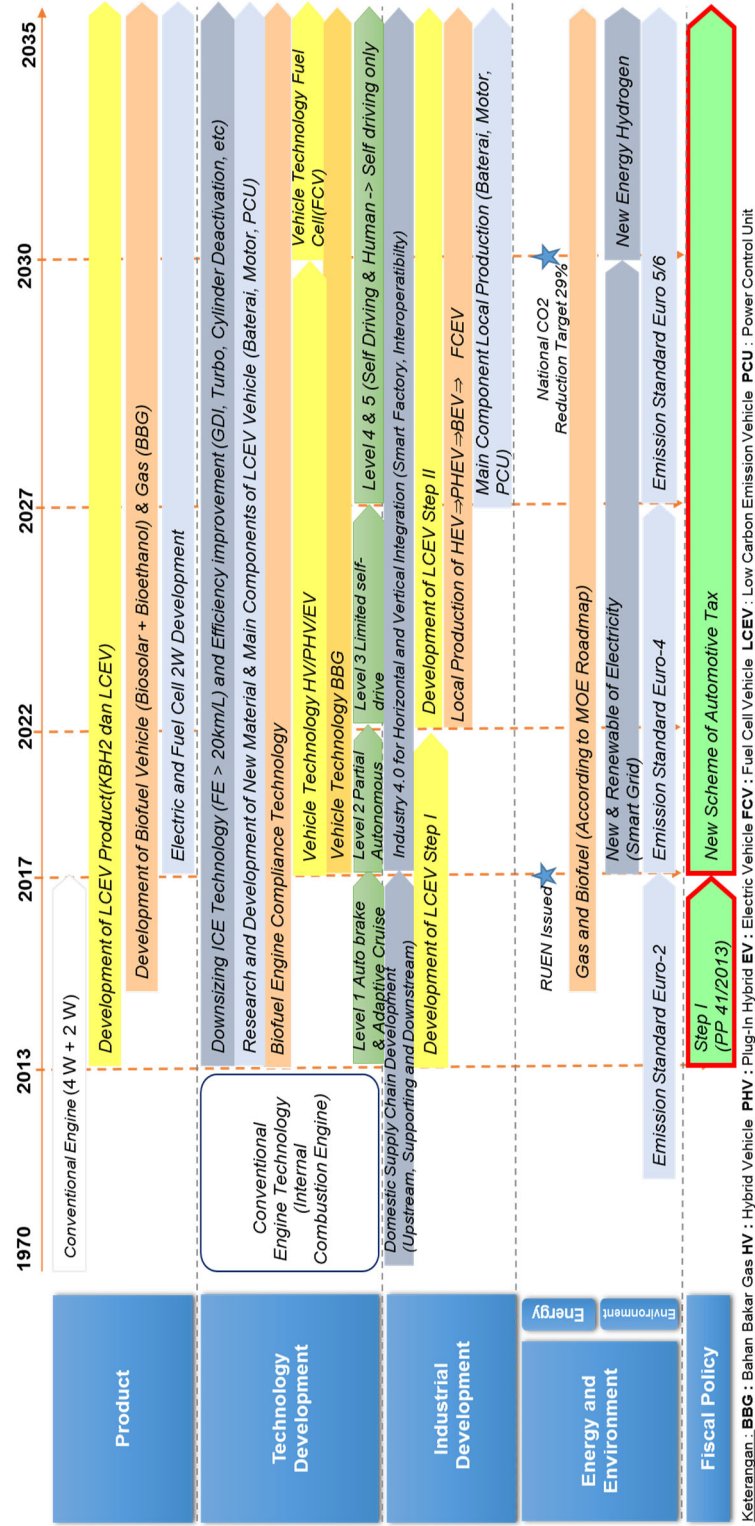 1970
2013
2017
2022
2027
2030
2035
Product
Conventional Engine (4 W + 2 W)
Development of LCEV Product(KBH2 dan LCEV)
Development of Biofuel Vehicle (Biosolar + Bioethanol) & Gas (BBG)
Electric and Fuel Cell 2W Development
Technology
Development
Conventional
Engine Technology
(Internal
Combustion Engine)
Downsizing ICE Technology (FE > 20km/L) and Efficiency improvement (GDI, Turbo, Cylinder Deactivation, etc)
Research and Development of New Material & Main Components of LCEV Vehicle (Baterai, Motor, PCU)
Biofuel Engine Compliance Technology
Vehicle Technology HV/PHV/EV
Vehicle Technology Fuel
Cell(FCV)
Vehicle Technology BBG
Level 1 Auto brake
& Adaptive Cruise
Level 2 Partial
Autonomous
Level 3 Limited self-
drive
Level 4 & 5 (Self Driving & Human -> Self driving only
Industrial
Development
Domestic Supply Chain Development
(Upstream, Supporting and Downstream)
Industry 4.0 for Horizontal and Vertical Integration (Smart Factory, Interoperatibilty)
Development of LCEV Step I
Development of LCEV Step II
Local Production of HEV⇒PHEV⇒BEV⇒ FCEV
Main Component Local Production (Baterai, Motor,
PCU)
Energy and
Environment
Energy
Environment
RUEN Issued
National CO2
Reduction Target 29%
Gas and Biofuel (According to MOE Roadmap)
New & Renewable of Electricity
(Smart Grid)
New Energy Hydrogen
Emission Standard Euro-2
Emission Standard Euro-4
Emission Standard Euro 5/6
Fiscal Policy
Step I
(PP 41/2013)
New Scheme of Automotive Tax
Keterangan : BBG : Bahan Bakar Gas HV : Hybrid Vehicle PHV : Plug-In Hybrid EV : Electric Vehicle FCV : Fuel Cell Vehicle LCEV : Low Carbon Emission Vehicle PCU : Power Control Unit